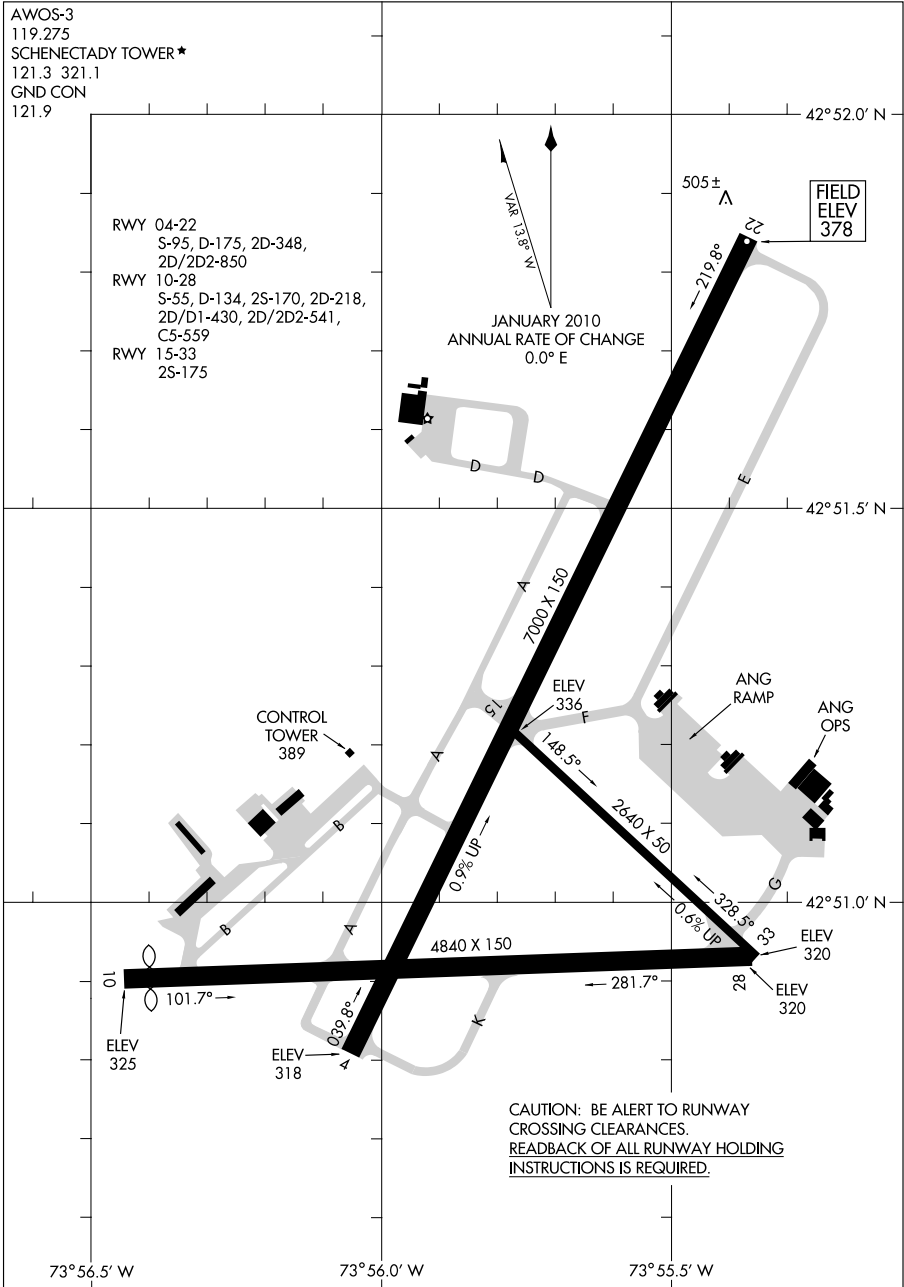 AWOS-3
119.275
SCHENECTADY TOWER★
121.3 321.1
GND CON
121.9
42°52.0' N
505±
FIELD
ELEV
378
22
219.8°
VAR 13.8° W
RWY 04-22
S-95, D-175, 2D-348,
2D/2D2-850
RWY 10-28
S-55, D-134, 2S-170, 2D-218,
2D/D1-430, 2D/2D2-541,
C5-559
RWY 15-33
2S-175
JANUARY 2010
ANNUAL RATE OF CHANGE
0.0° E
D
D
E
42°51.5' N
A
7000 X 150
ELEV
336
15
F
ANG
RAMP
ANG
OPS
CONTROL
TOWER
389
148.5°
A
2640 X 50
B
0.9% UP
G
328.5°
0.6% UP
42°51.0' N
B
A
33
4840 X 150
ELEV
320
10
101.7°
281.7°
28
ELEV
320
K
039.8°
ELEV
325
ELEV
318
4
CAUTION: BE ALERT TO RUNWAY
CROSSING CLEARANCES.
READBACK OF ALL RUNWAY HOLDING
INSTRUCTIONS IS REQUIRED.
73°56.5' W
73°56.0' W
73°55.5' W